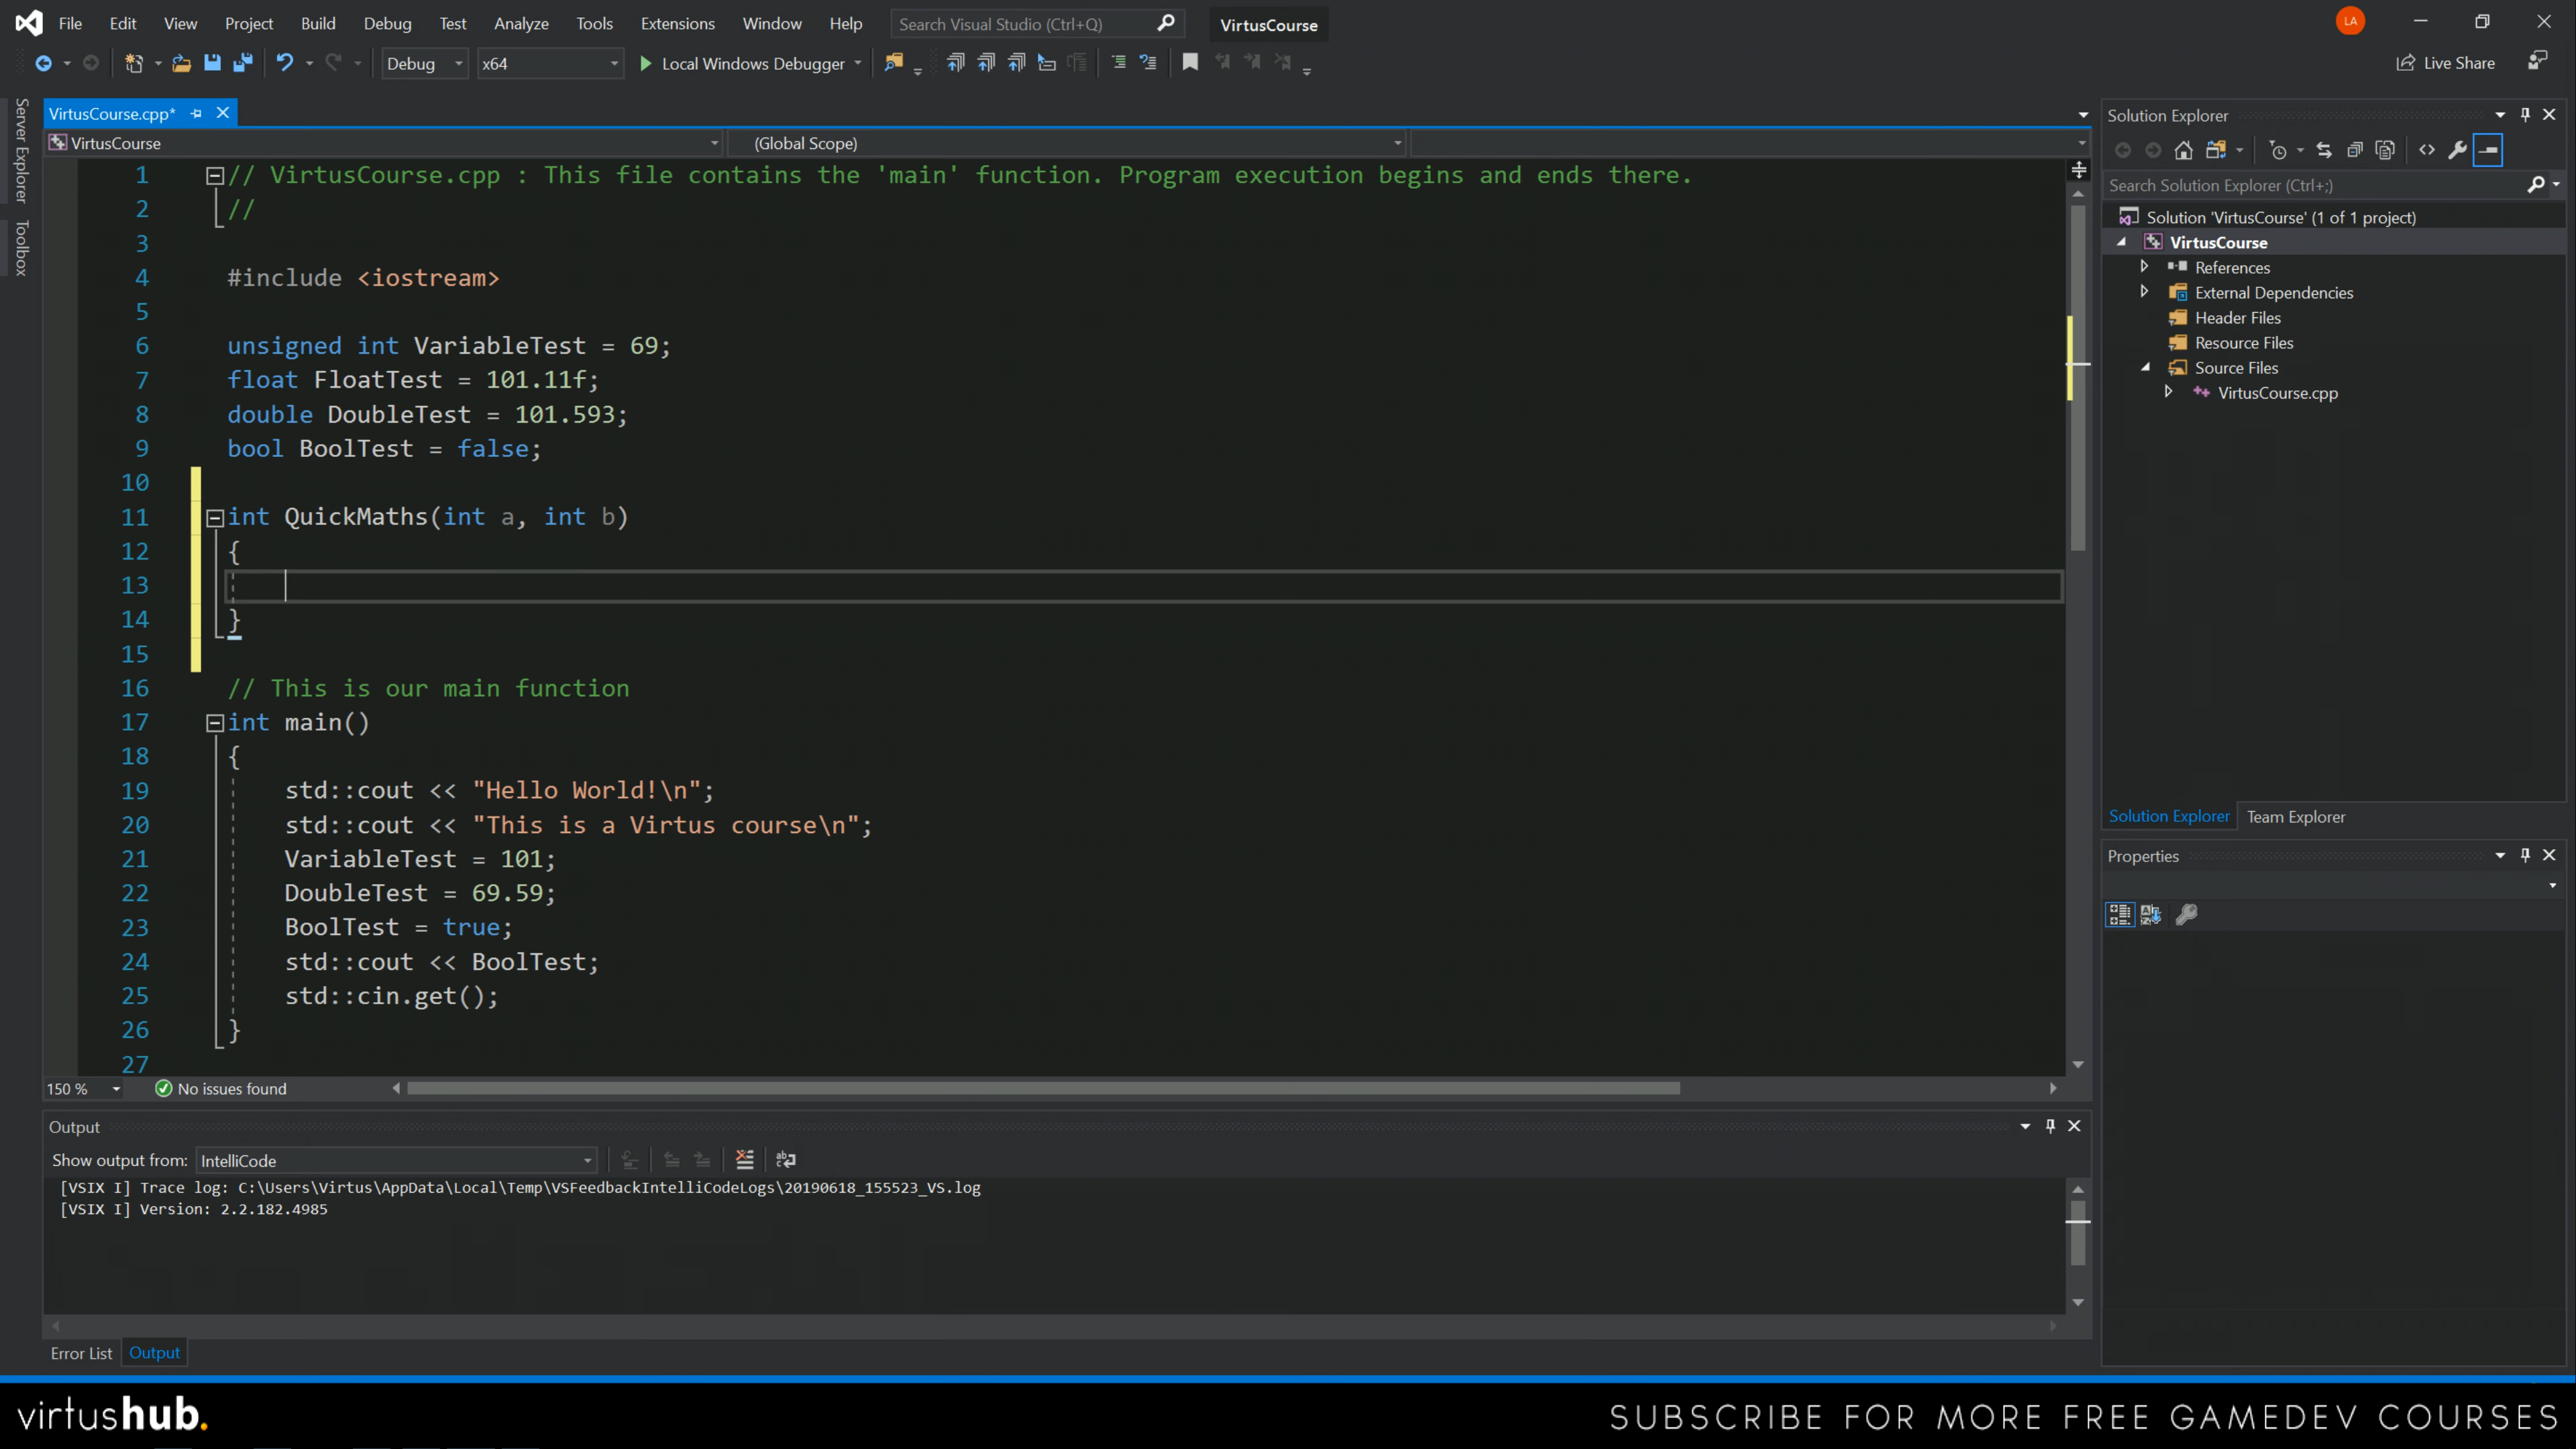 File Edit View Project Build Debug Test Analyze Tools Extensions Window Help Search Visual Studio (Ctrl+Q) VirtusCourse LA
Debug x64 Local Windows Debugger Live Share
Server Explorer
Toolbox
VirtusCourse.cpp*
VirtusCourse (Global Scope)
1 // VirtusCourse.cpp : This file contains the 'main' function. Program execution begins and ends there.
2 //
3
4 #include <iostream>
5
6 unsigned int VariableTest = 69;
7 float FloatTest = 101.11f;
8 double DoubleTest = 101.593;
9 bool BoolTest = false;
10
11 int QuickMaths(int a, int b)
12 {
13
14 }
15
16 // This is our main function
17 int main()
18 {
19 std::cout << "Hello World!\n";
20 std::cout << "This is a Virtus course\n";
21 VariableTest = 101;
22 DoubleTest = 69.59;
23 BoolTest = true;
24 std::cout << BoolTest;
25 std::cin.get();
26 }
27
150 % No issues found
Output
Show output from: IntelliCode
[VSIX I] Trace log: C:\Users\Virtus\AppData\Local\Temp\VSFeedbackIntelliCodeLogs\20190618_155523_VS.log
[VSIX I] Version: 2.2.182.4985
Error List Output
Solution Explorer
Search Solution Explorer (Ctrl+;)
Solution 'VirtusCourse' (1 of 1 project)
VirtusCourse
References
External Dependencies
Header Files
Resource Files
Source Files
VirtusCourse.cpp
Solution Explorer Team Explorer
Properties
virtushub.
SUBSCRIBE FOR MORE FREE GAMEDEV COURSES